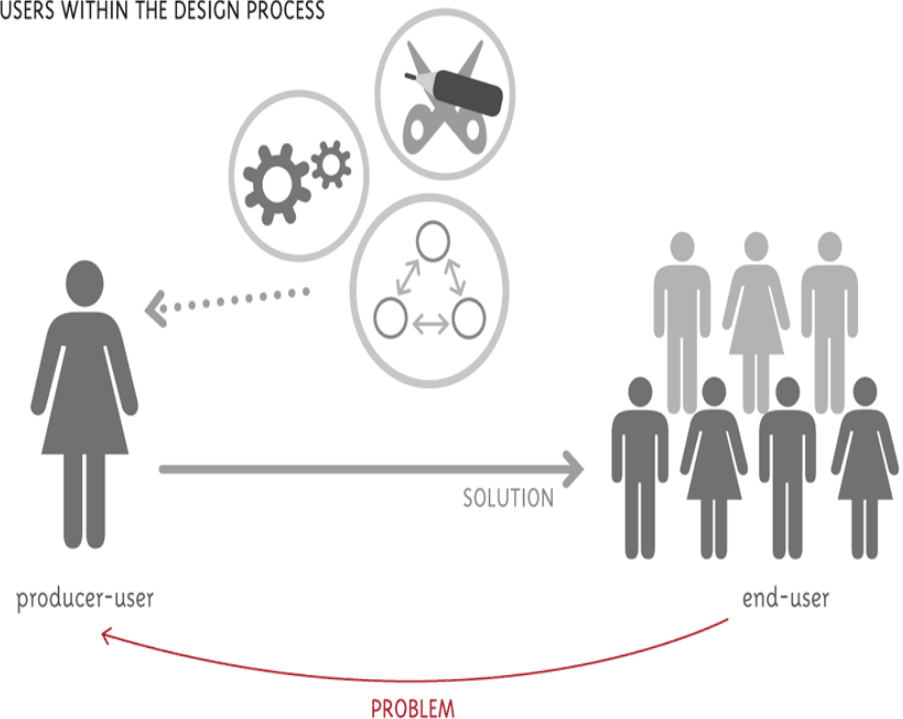 USERS WITHIN THE DESIGN PROCESS
SOLUTION
producer-user
end-user
PROBLEM